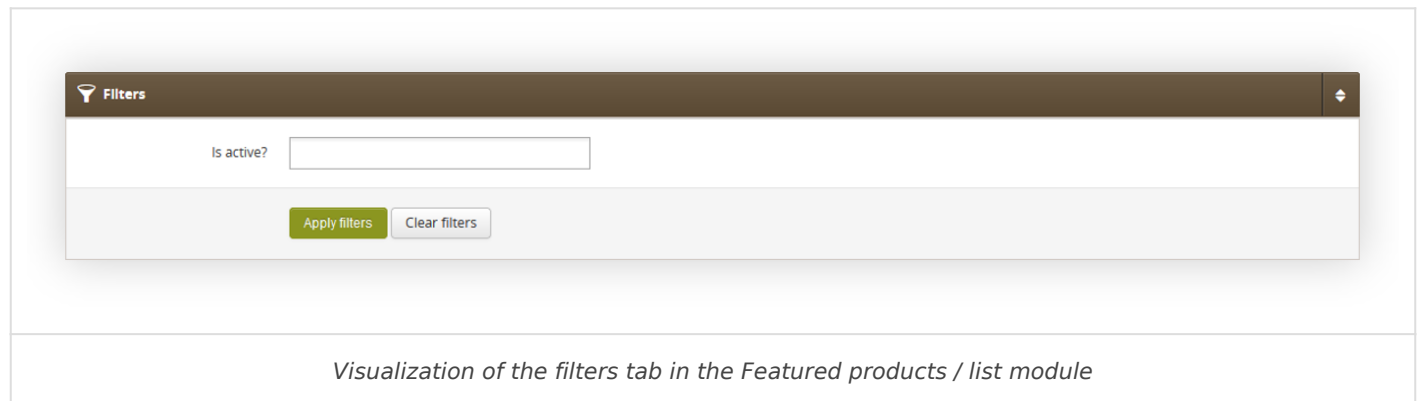 Filters
Is active?
Apply filters Clear filters
Visualization of the filters tab in the Featured products / list module